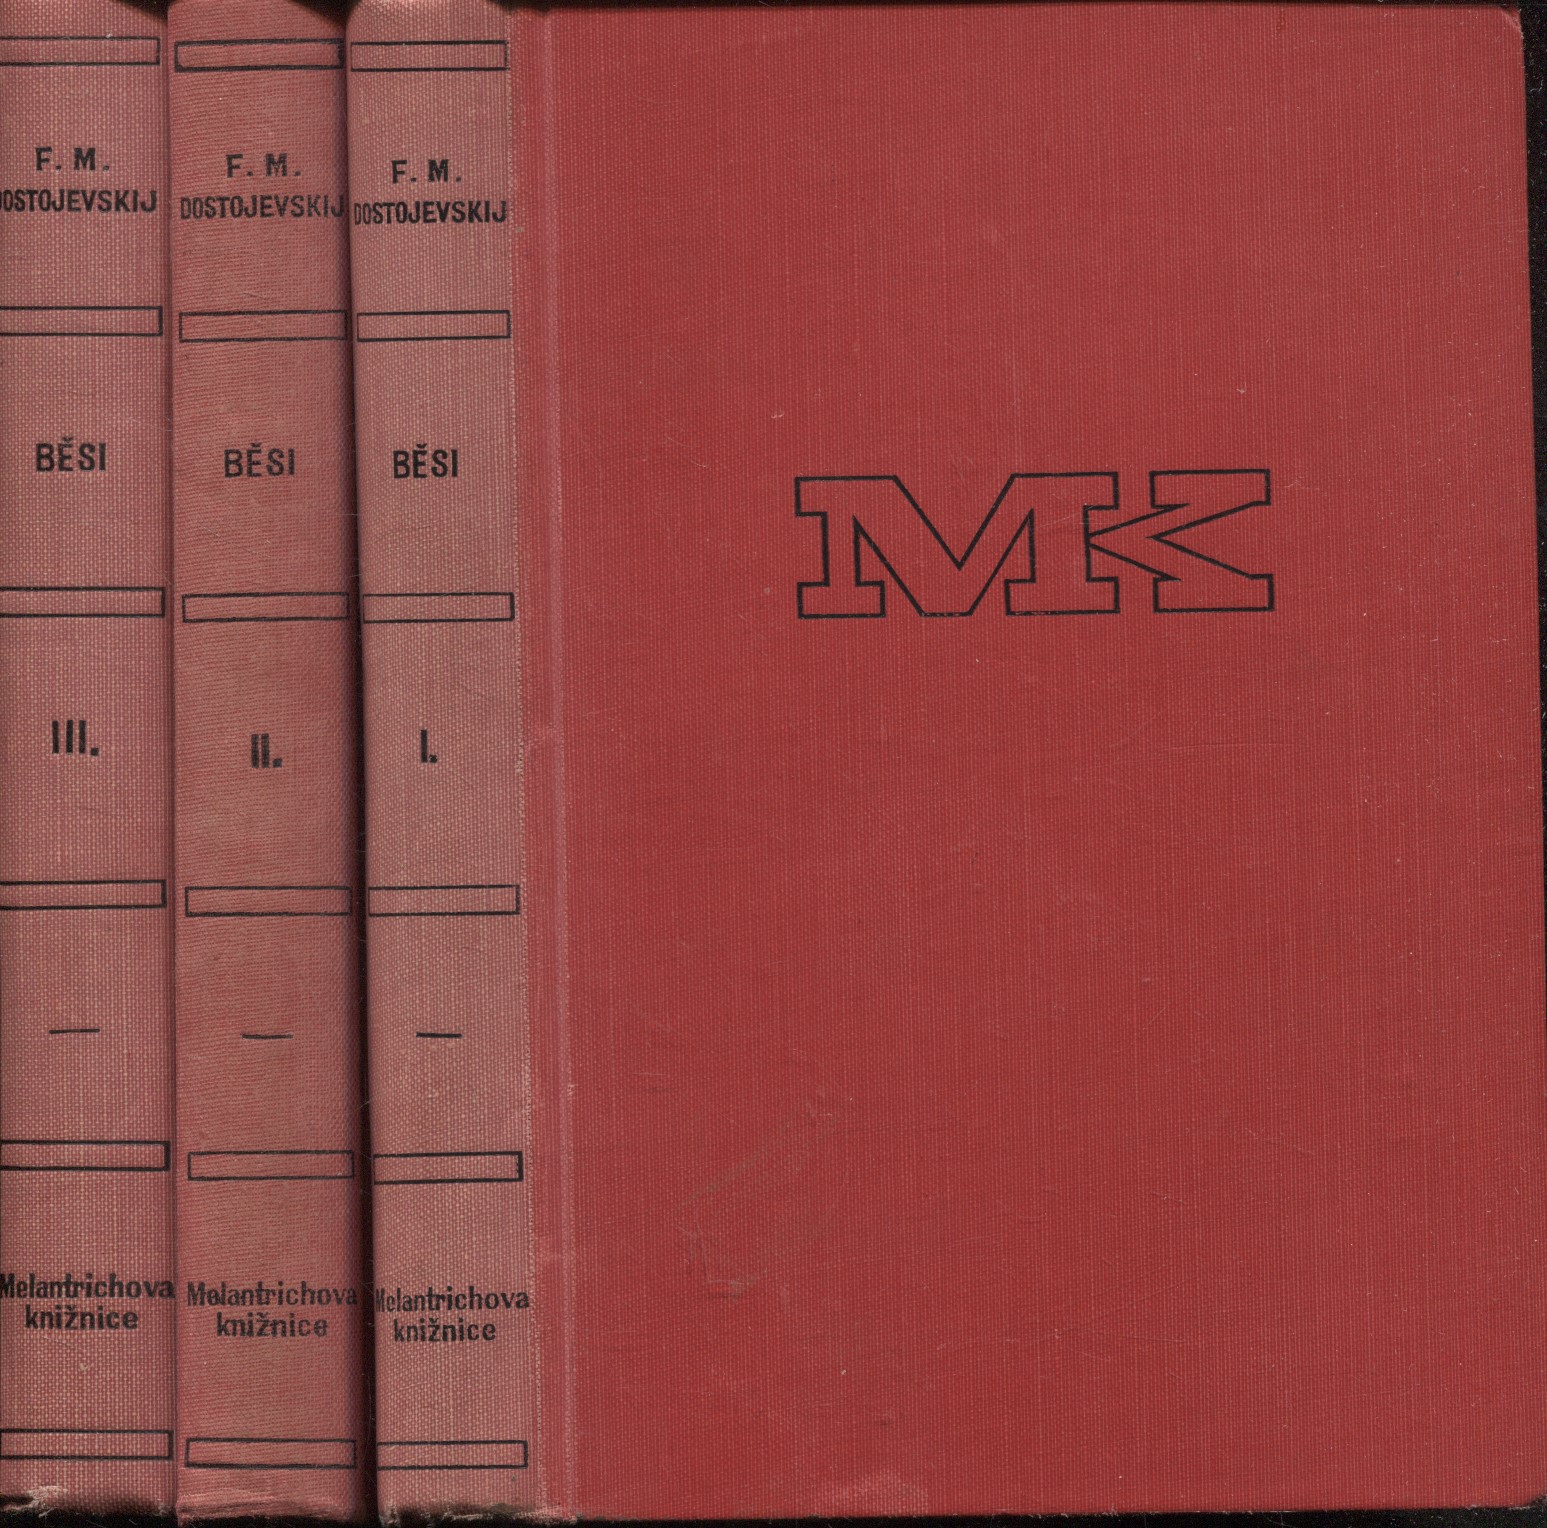 F. M.
DOSTOJEVSKIJ
BĚSI
III.
Melantrichova
knižnice
F. M.
DOSTOJEVSKIJ
BĚSI
II.
Melantrichova
knižnice
F. M.
DOSTOJEVSKIJ
BĚSI
I.
Melantrichova
knižnice
MK